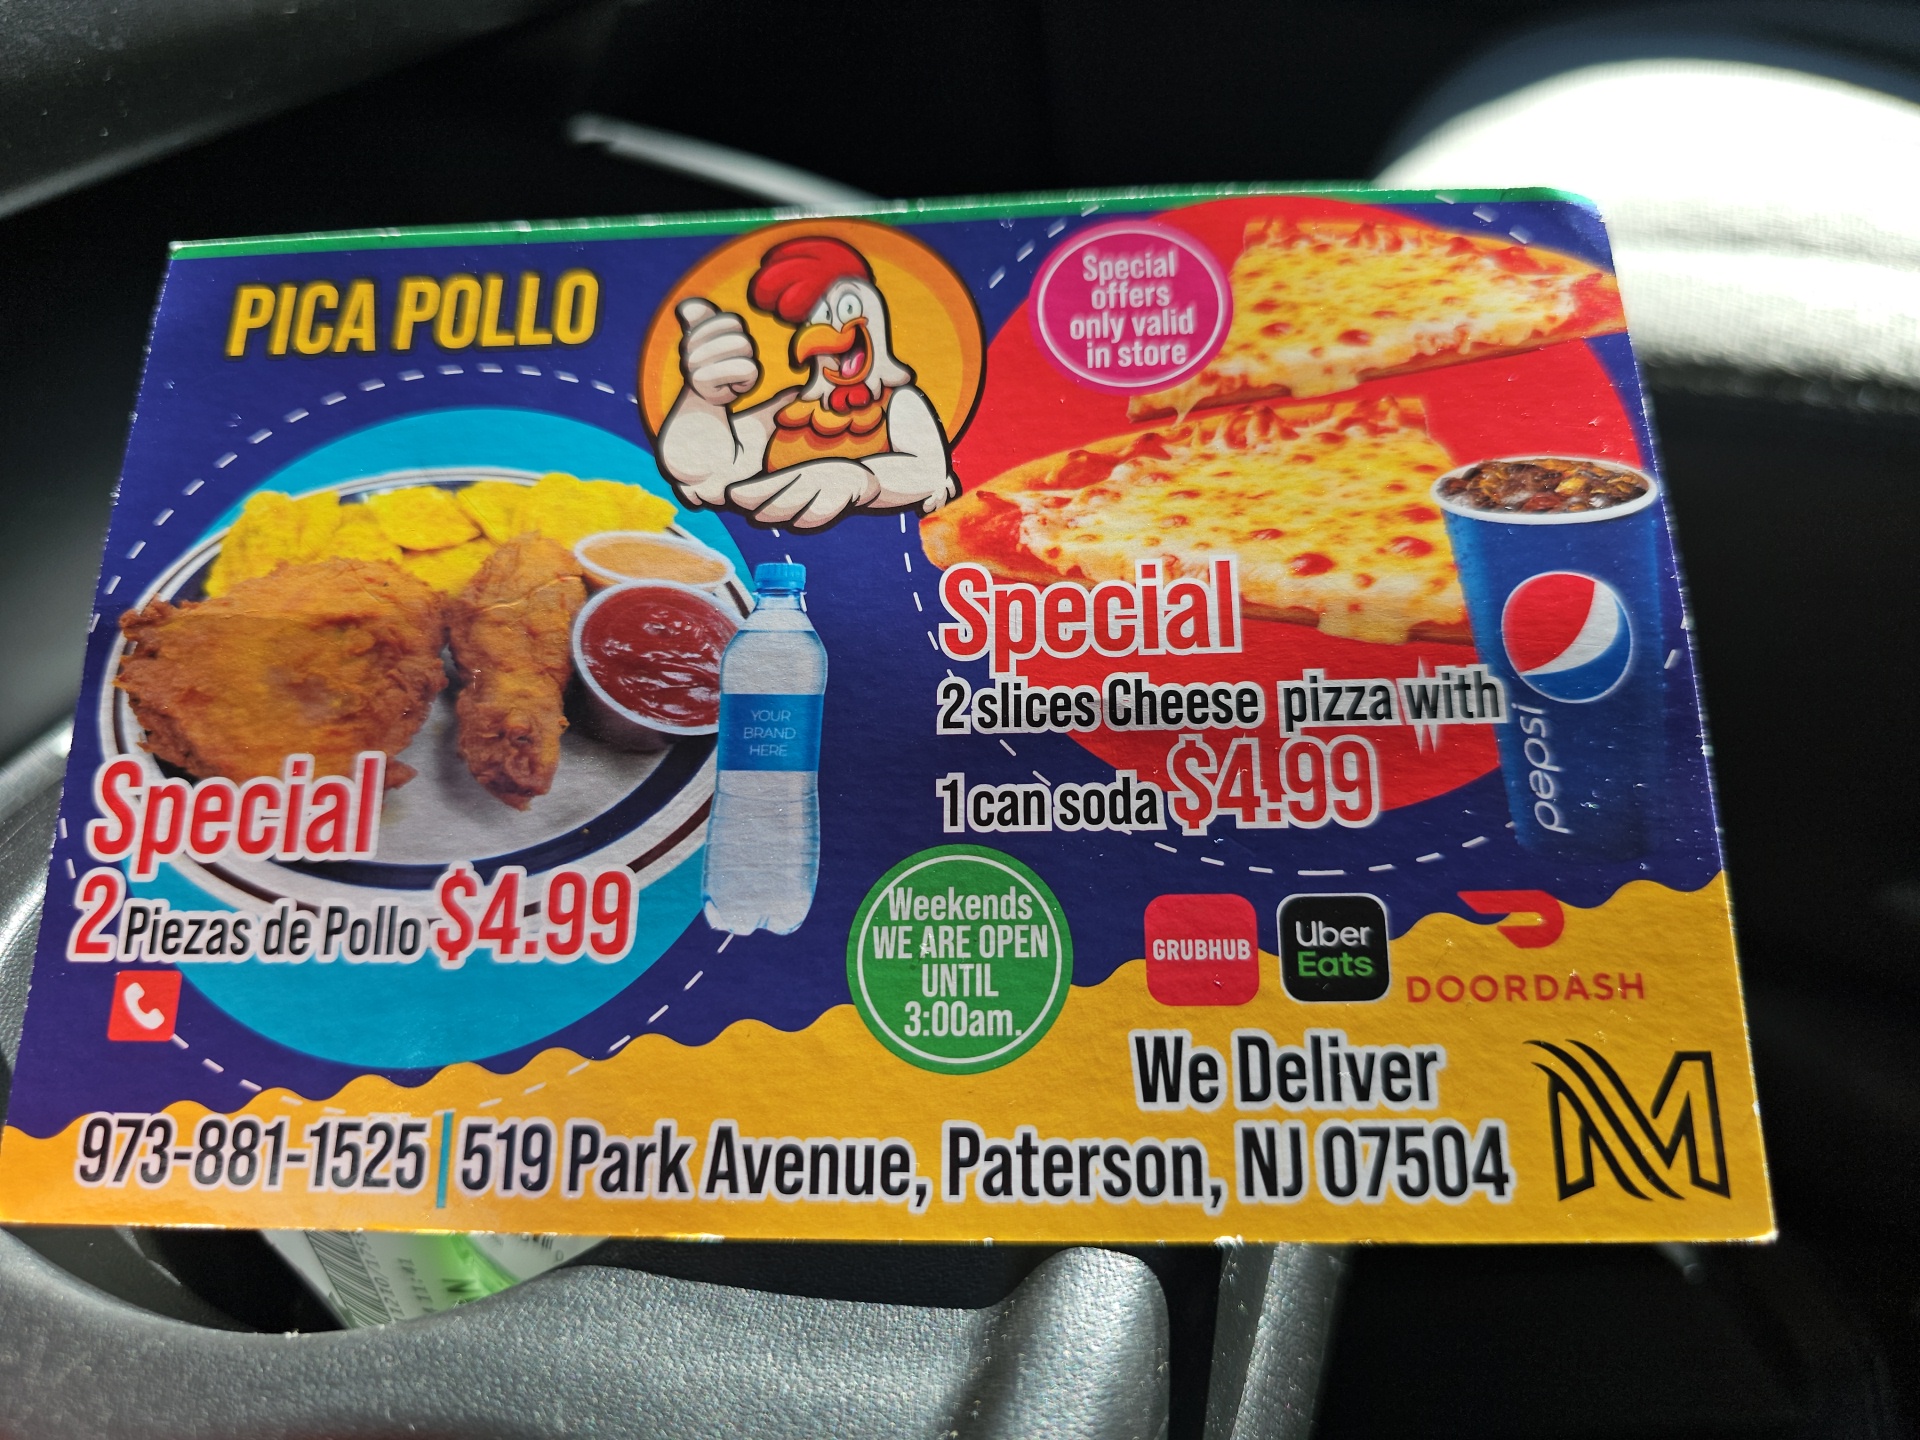 PICA POLLO
Special
offers
only valid
in store
YOUR
BRAND
HERE
Special
2 Piezas de Pollo $4.99
Special
2 slices Cheese pizza with
1 can soda $4.99
pepsi
Weekends
WE ARE OPEN
UNTIL
3:00am.
GRUBHUB
Uber
Eats
DOORDASH
We Deliver
M
973-881-1525 | 519 Park Avenue, Paterson, NJ 07504